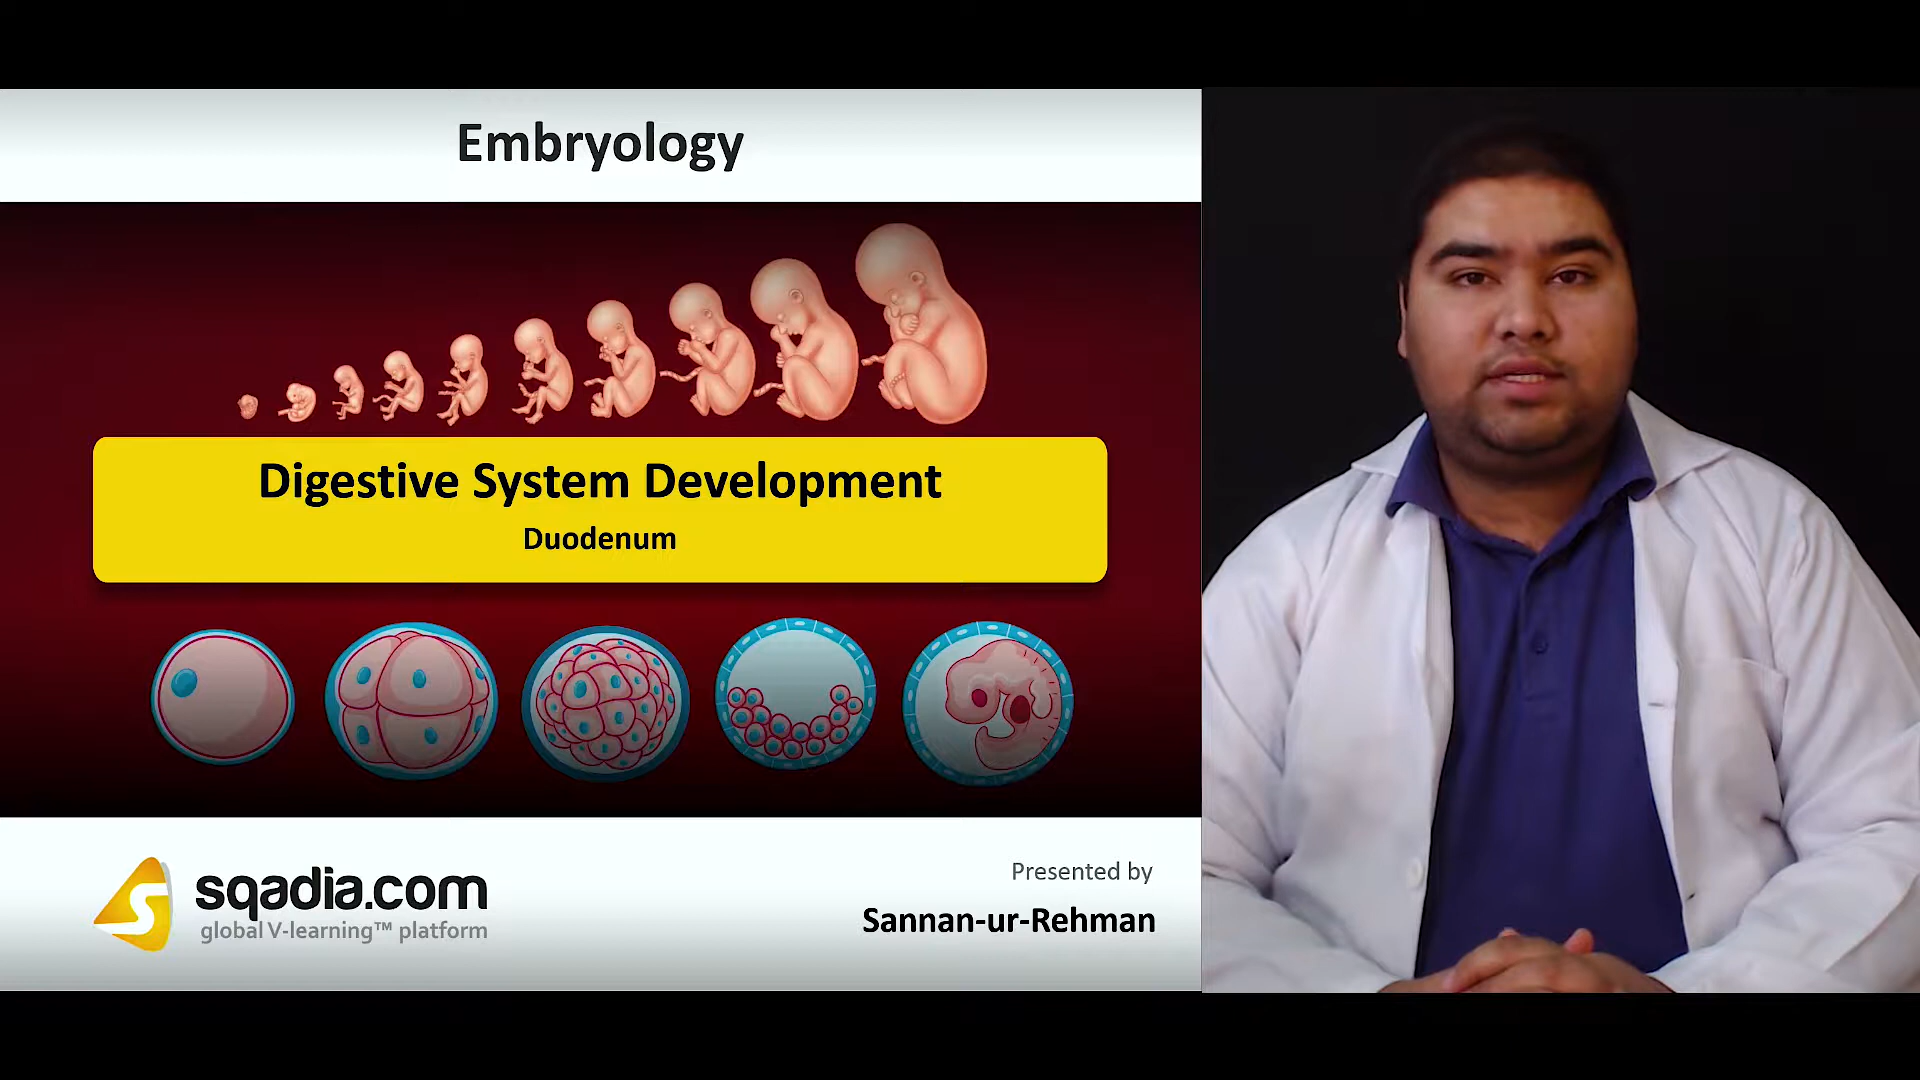 Embryology
Digestive System Development
Duodenum
sqadia.com
global V-learning™ platform
Presented by
Sannan-ur-Rehman